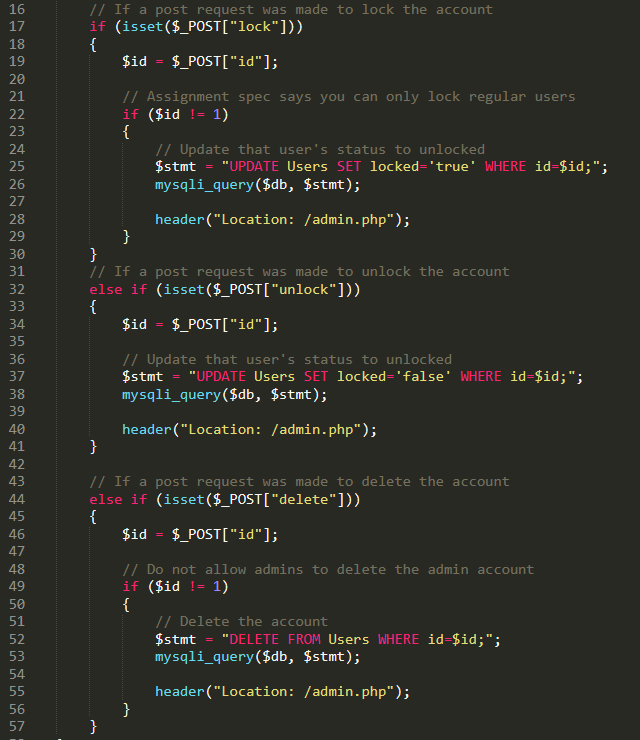 16 // If a post request was made to lock the account
17 if (isset($_POST["lock"]))
18 {
19 $id = $_POST["id"];
20
21 // Assignment spec says you can only lock regular users
22 if ($id != 1)
23 {
24 // Update that user's status to unlocked
25 $stmt = "UPDATE Users SET locked='true' WHERE id=$id;";
26 mysqli_query($db, $stmt);
27
28 header("Location: /admin.php");
29 }
30 }
31 // If a post request was made to unlock the account
32 else if (isset($_POST["unlock"]))
33 {
34 $id = $_POST["id"];
35
36 // Update that user's status to unlocked
37 $stmt = "UPDATE Users SET locked='false' WHERE id=$id;";
38 mysqli_query($db, $stmt);
39
40 header("Location: /admin.php");
41 }
42
43 // If a post request was made to delete the account
44 else if (isset($_POST["delete"]))
45 {
46 $id = $_POST["id"];
47
48 // Do not allow admins to delete the admin account
49 if ($id != 1)
50 {
51 // Delete the account
52 $stmt = "DELETE FROM Users WHERE id=$id;";
53 mysqli_query($db, $stmt);
54
55 header("Location: /admin.php");
56 }
57 }